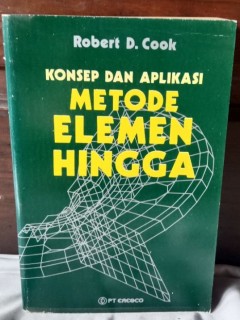 Robert D. Cook
KONSEP DAN APLIKASI
METODE
ELEMEN
HINGGA
PT ERESCO